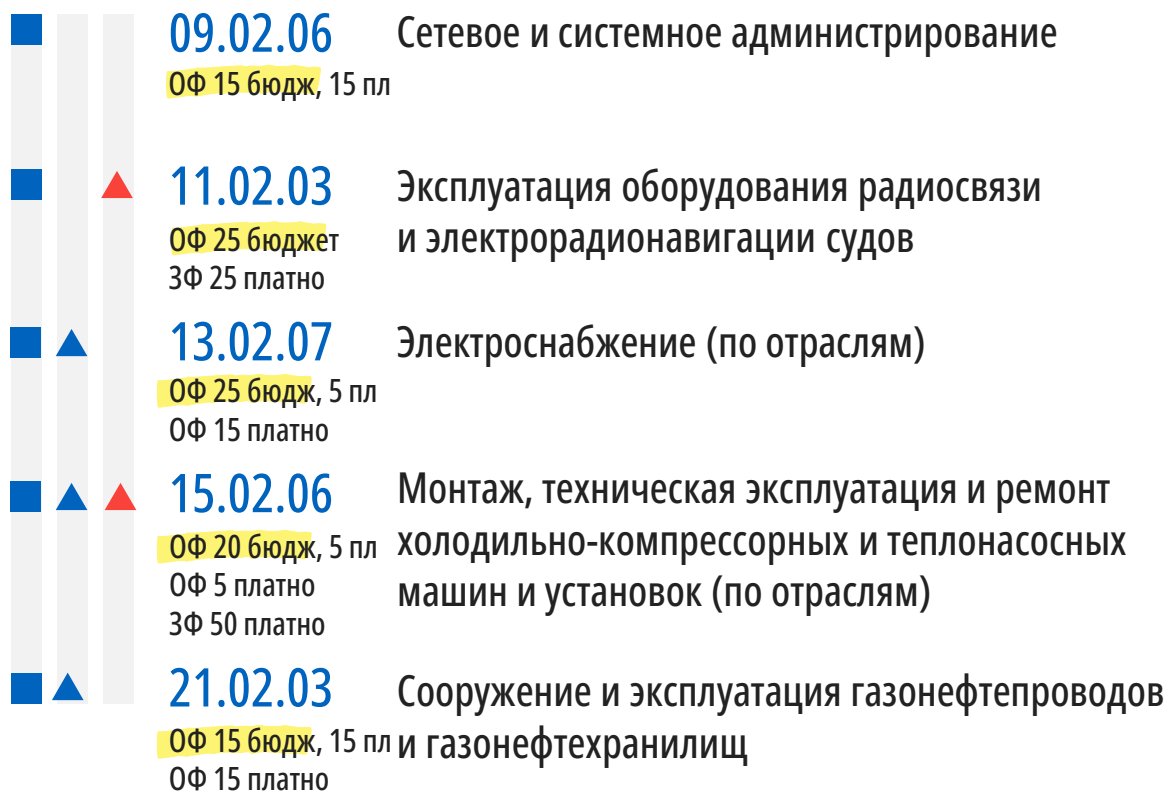 09.02.06 Сетевое и системное администрирование
ОФ 15 бюдж, 15 пл
11.02.03 Эксплуатация оборудования радиосвязи
и электрорадионавигации судов
ОФ 25 бюджет
ЗФ 25 платно
13.02.07 Электроснабжение (по отраслям)
ОФ 25 бюдж, 5 пл
ОФ 15 платно
15.02.06 Монтаж, техническая эксплуатация и ремонт
холодильно-компрессорных и теплонасосных
машин и установок (по отраслям)
ОФ 20 бюдж, 5 пл
ОФ 5 платно
ЗФ 50 платно
21.02.03 Сооружение и эксплуатация газонефтепроводов
и газонефтехранилищ
ОФ 15 бюдж, 15 пл
ОФ 15 платно